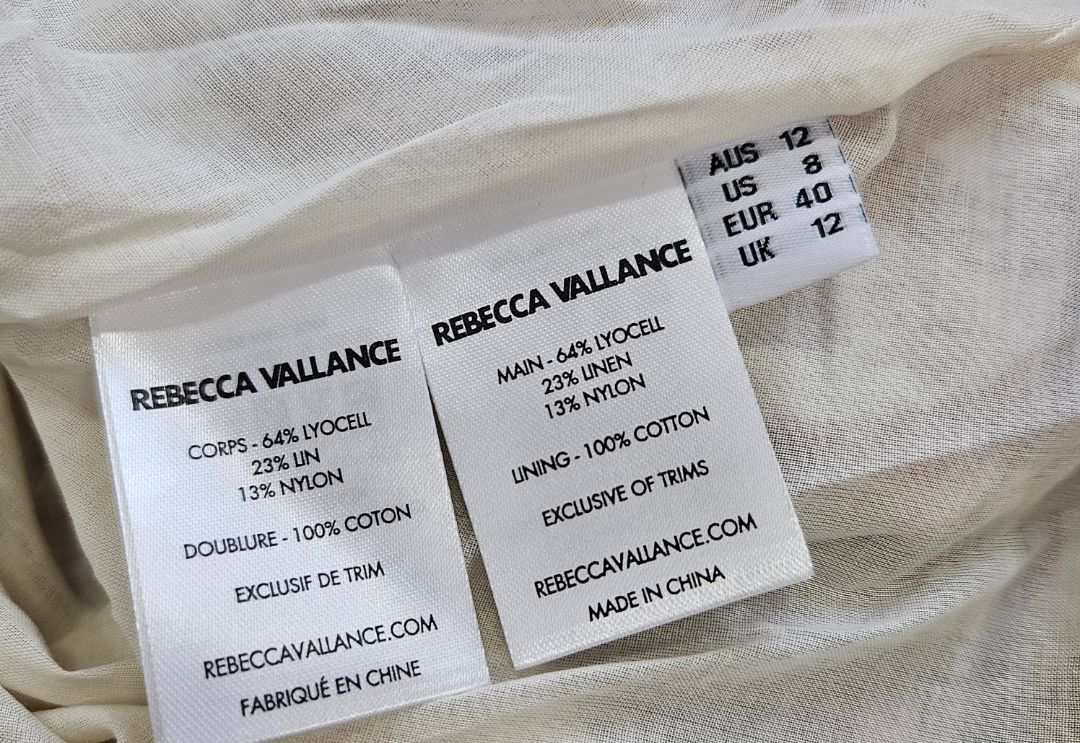 REBECCA VALLANCE
CORPS - 64% LYOCELL
23% LIN
13% NYLON
DOUBLURE - 100% COTON
EXCLUSIF DE TRIM
REBECCAVALLANCE.COM
FABRIQUÉ EN CHINE
REBECCA VALLANCE
MAIN - 64% LYOCELL
23% LINEN
13% NYLON
LINING - 100% COTTON
EXCLUSIVE OF TRIMS
REBECCAVALLANCE.COM
MADE IN CHINA
AUS 12
US 8
EUR 40
UK 12